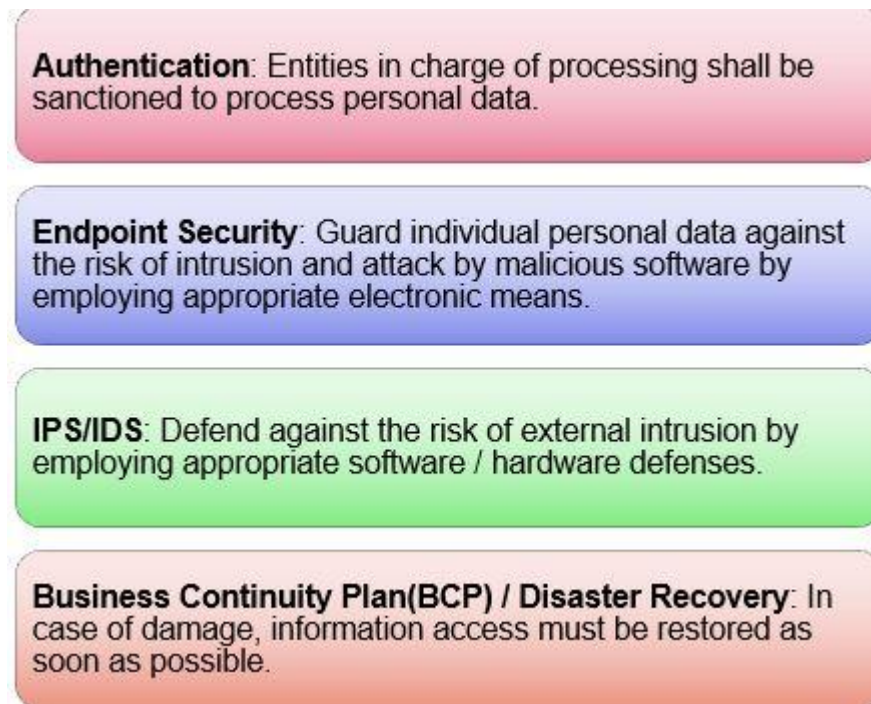 Authentication: Entities in charge of processing shall be
sanctioned to process personal data.
Endpoint Security: Guard individual personal data against
the risk of intrusion and attack by malicious software by
employing appropriate electronic means.
IPS/IDS: Defend against the risk of external intrusion by
employing appropriate software / hardware defenses.
Business Continuity Plan(BCP) / Disaster Recovery: In
case of damage, information access must be restored as
soon as possible.